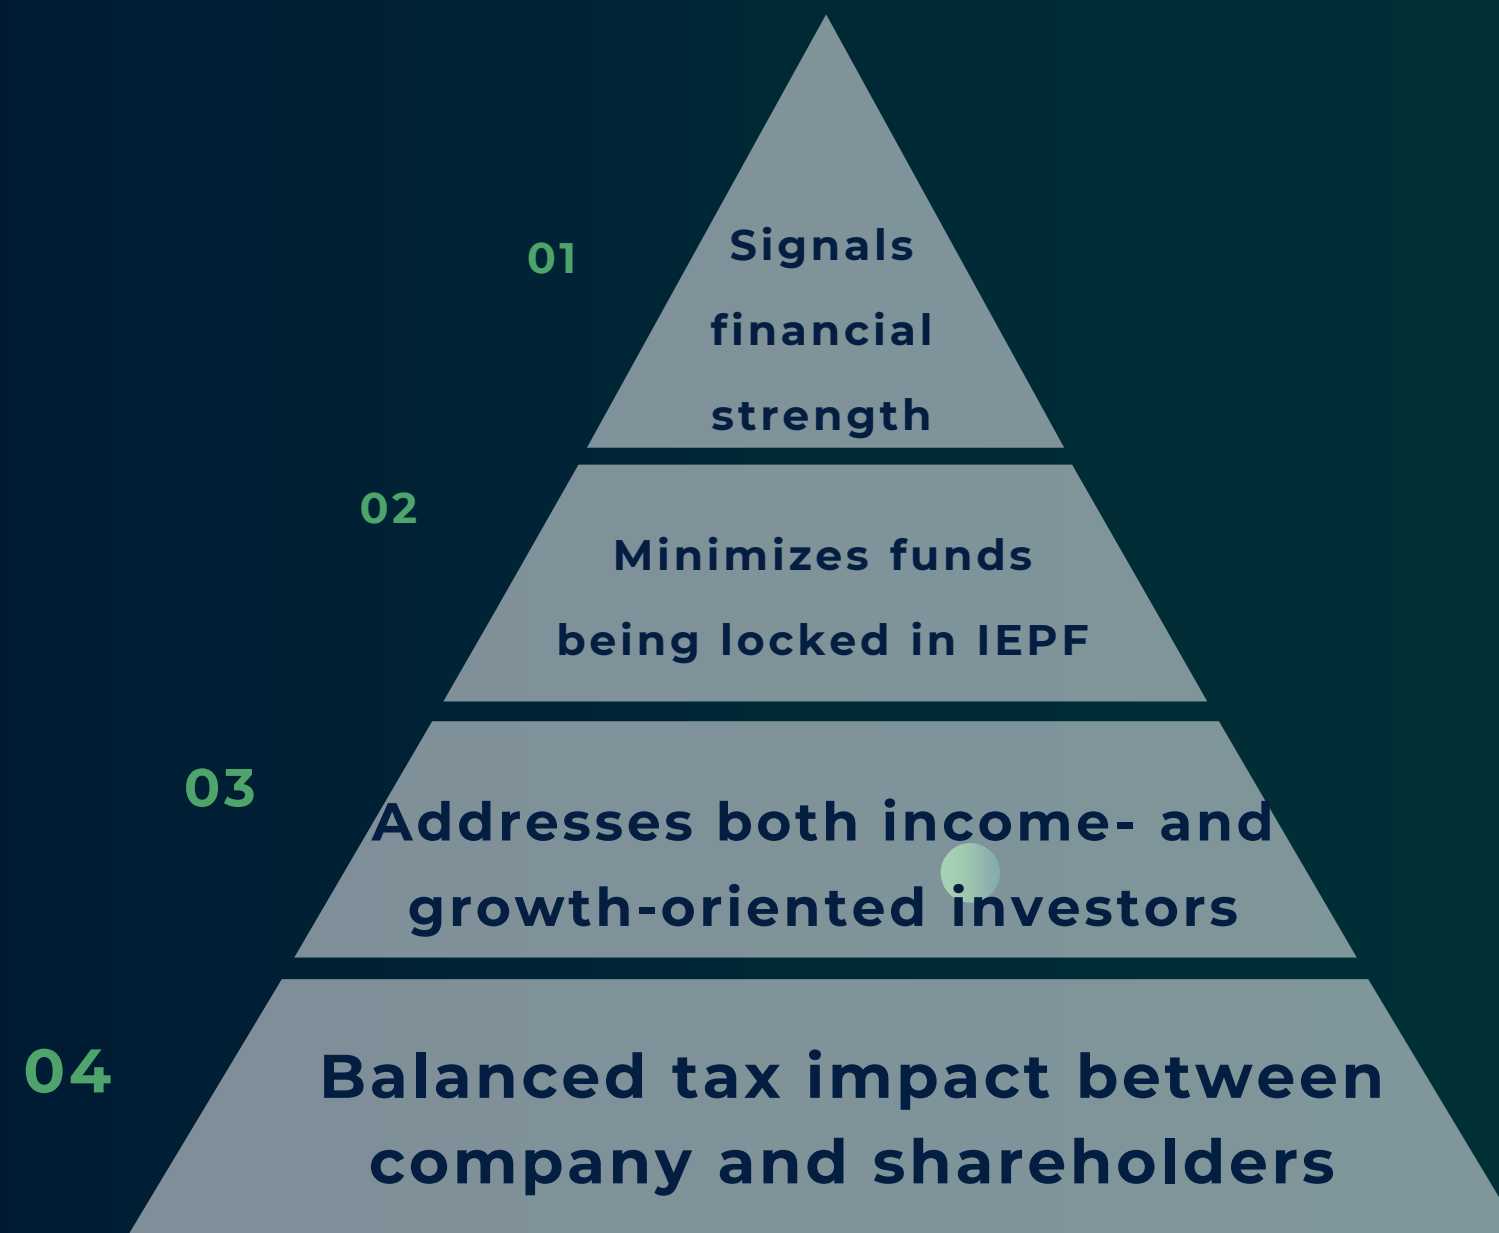 01
Signals
financial
strength
02
Minimizes funds
being locked in IEPF
03
Addresses both income- and
growth-oriented investors
04
Balanced tax impact between
company and shareholders